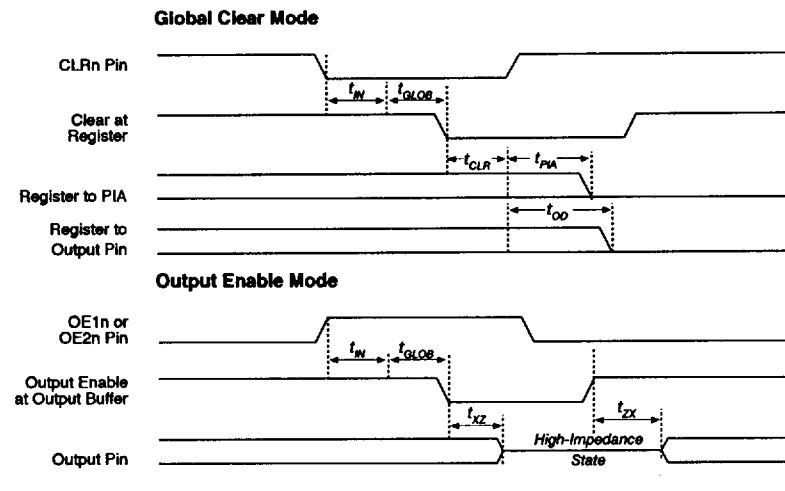 Global Clear Mode
CLRn Pin
tIN tGLOB
Clear at
Register
tCLR tPIA
Register to PIA
tOD
Register to
Output Pin
Output Enable Mode
OE1n or
OE2n Pin
tIN tGLOB
Output Enable
at Output Buffer
tXZ tZX
High-Impedance
State
Output Pin